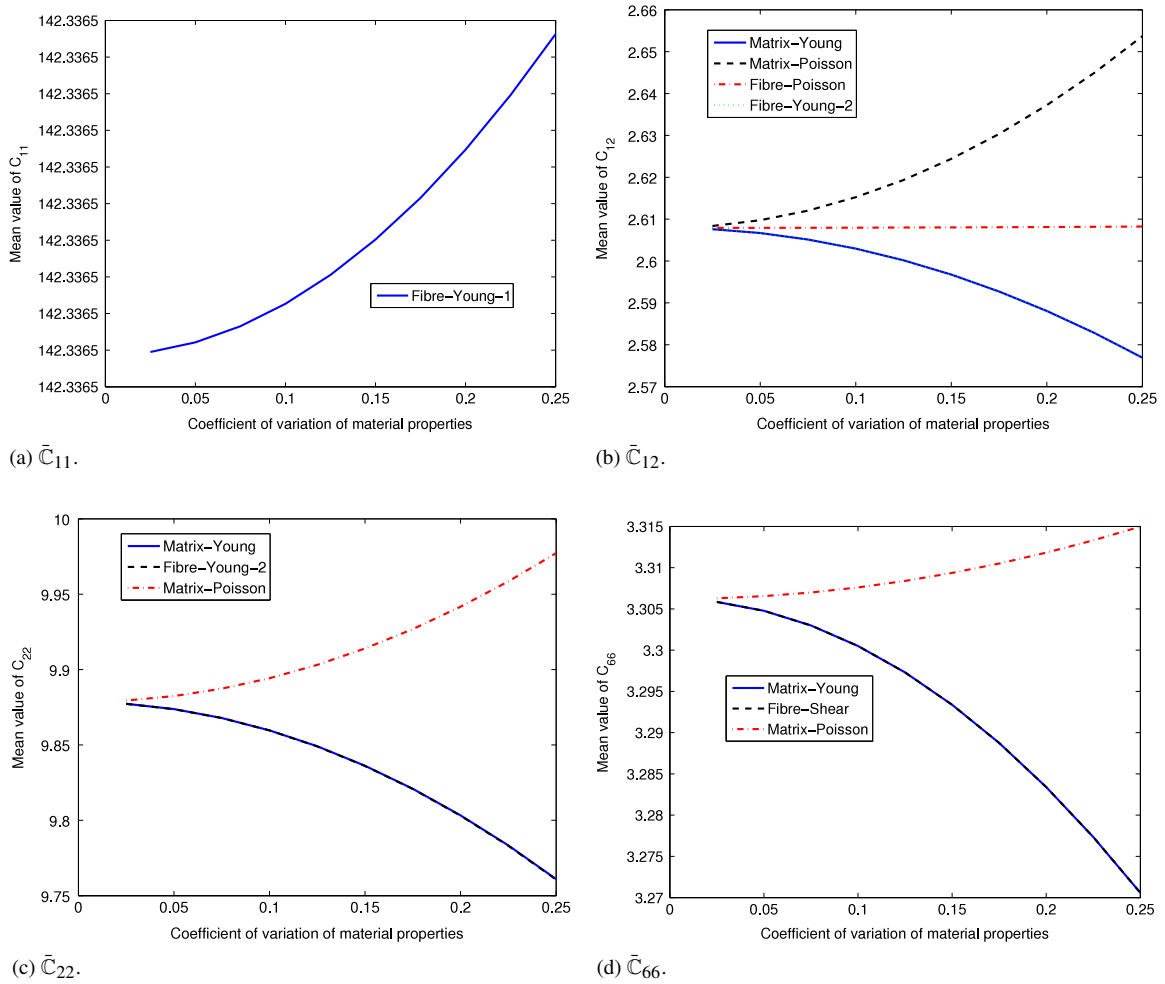 142.3365
142.3365
142.3365
142.3365
142.3365
142.3365
142.3365
142.3365
142.3365
142.3365
142.3365
Mean value of C11
Fibre−Young−1
0 0.05 0.1 0.15 0.2 0.25
Coefficient of variation of material properties
(a) C̄11.
2.66
2.65
2.64
2.63
2.62
2.61
2.6
2.59
2.58
2.57
Mean value of C12
Matrix−Young
Matrix−Poisson
Fibre−Poisson
Fibre−Young−2
0 0.05 0.1 0.15 0.2 0.25
Coefficient of variation of material properties
(b) C̄12.
10
9.95
9.9
9.85
9.8
9.75
Mean value of C22
Matrix−Young
Fibre−Young−2
Matrix−Poisson
0 0.05 0.1 0.15 0.2 0.25
Coefficient of variation of material properties
(c) C̄22.
3.315
3.31
3.305
3.3
3.295
3.29
3.285
3.28
3.275
3.27
Mean value of C66
Matrix−Young
Fibre−Shear
Matrix−Poisson
0 0.05 0.1 0.15 0.2 0.25
Coefficient of variation of material properties
(d) C̄66.